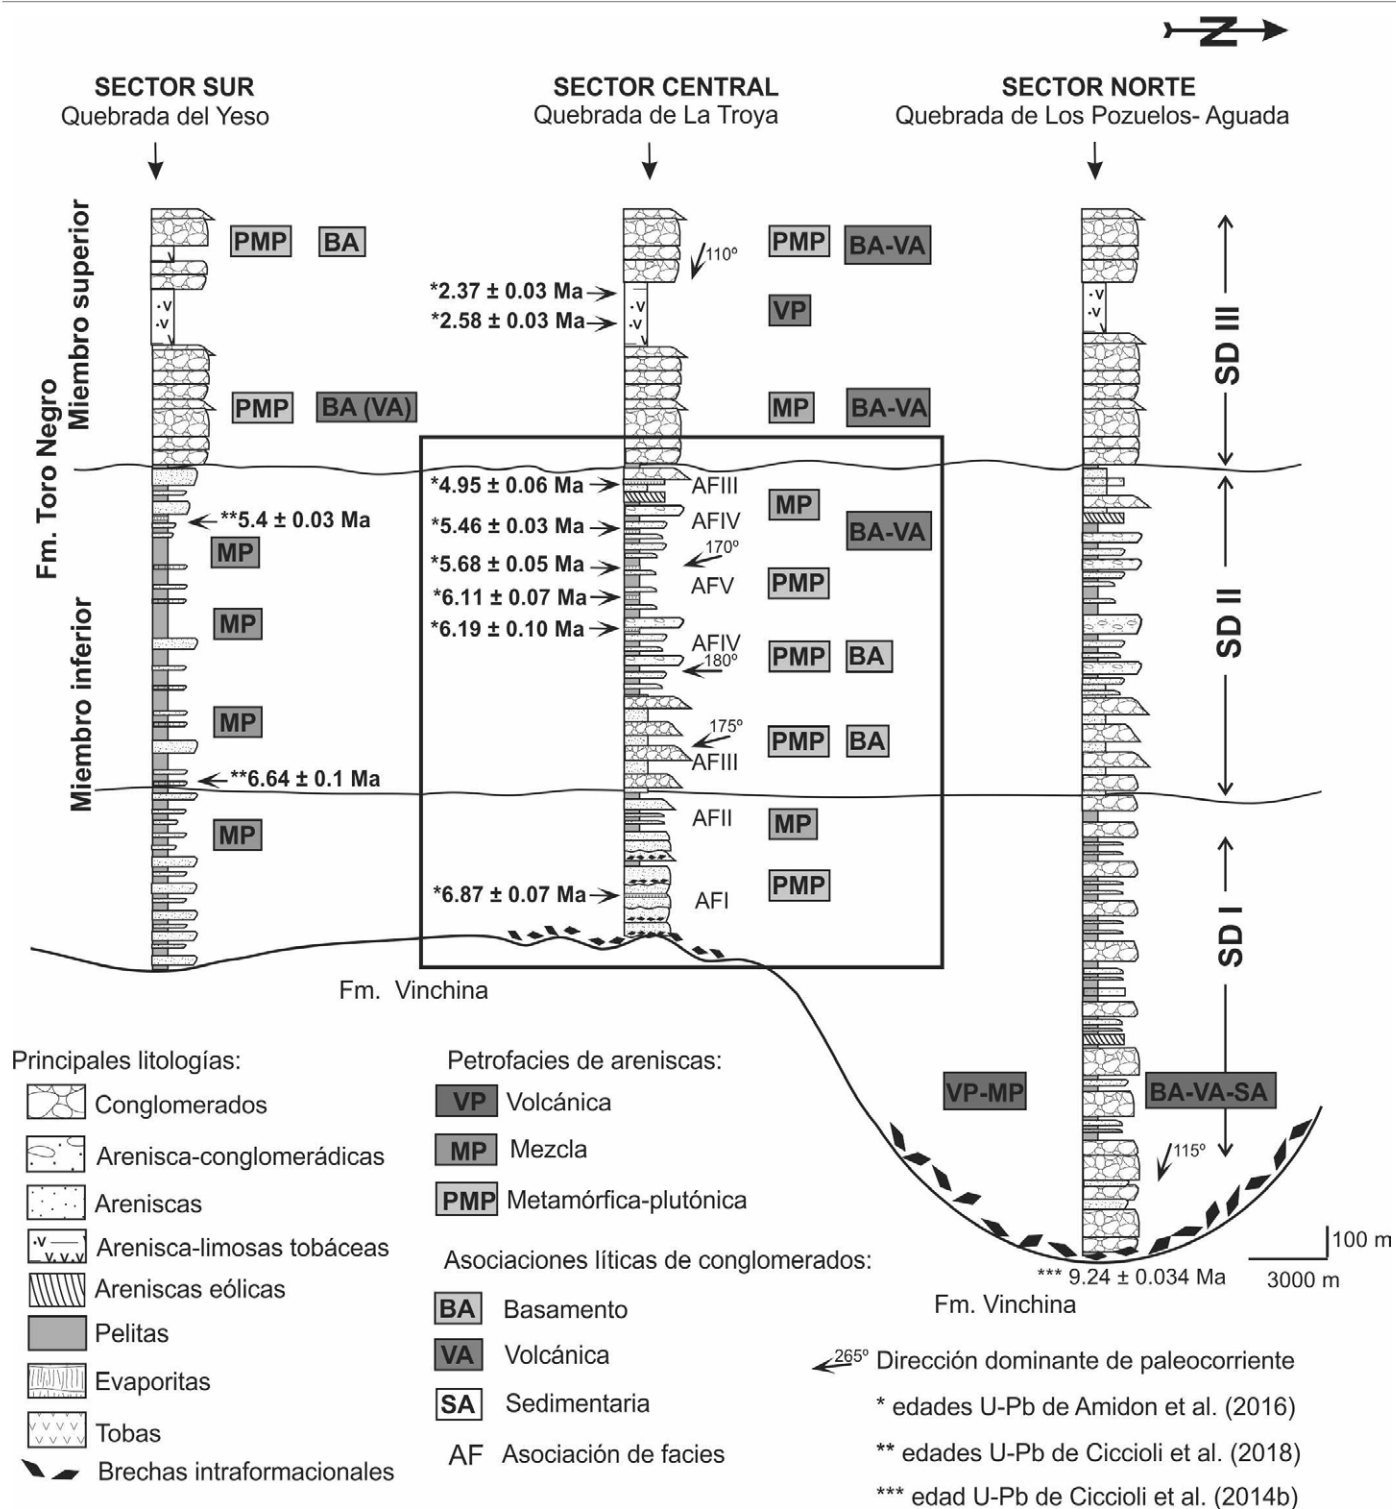 N
SECTOR SUR
Quebrada del Yeso
SECTOR CENTRAL
Quebrada de La Troya
SECTOR NORTE
Quebrada de Los Pozuelos- Aguada
Fm. Toro Negro
Miembro superior
Miembro inferior
PMP BA
PMP BA (VA)
**5.4 ± 0.03 Ma
MP
MP
MP
**6.64 ± 0.1 Ma
MP
110º
PMP BA-VA
*2.37 ± 0.03 Ma
*2.58 ± 0.03 Ma
VP
MP BA-VA
*4.95 ± 0.06 Ma
AFIII
MP
*5.46 ± 0.03 Ma
AFIV
BA-VA
170º
*5.68 ± 0.05 Ma
AFV
PMP
*6.11 ± 0.07 Ma
*6.19 ± 0.10 Ma
AFIV
180º
PMP BA
175º
PMP BA
AFIII
AFII
MP
PMP
*6.87 ± 0.07 Ma
AFI
SD III
SD II
SD I
VP-MP
BA-VA-SA
115º
*** 9.24 ± 0.034 Ma
Fm. Vinchina
Fm. Vinchina
100 m
3000 m
Principales litologías:
Conglomerados
Arenisca-conglomerádicas
Areniscas
Arenisca-limosas tobáceas
Areniscas eólicas
Pelitas
Evaporitas
Tobas
Brechas intraformacionales
Petrofacies de areniscas:
VP Volcánica
MP Mezcla
PMP Metamórfica-plutónica
Asociaciones líticas de conglomerados:
BA Basamento
VA Volcánica
SA Sedimentaria
AF Asociación de facies
265º Dirección dominante de paleocorriente
* edades U-Pb de Amidon et al. (2016)
** edades U-Pb de Ciccioli et al. (2018)
*** edad U-Pb de Ciccioli et al. (2014b)